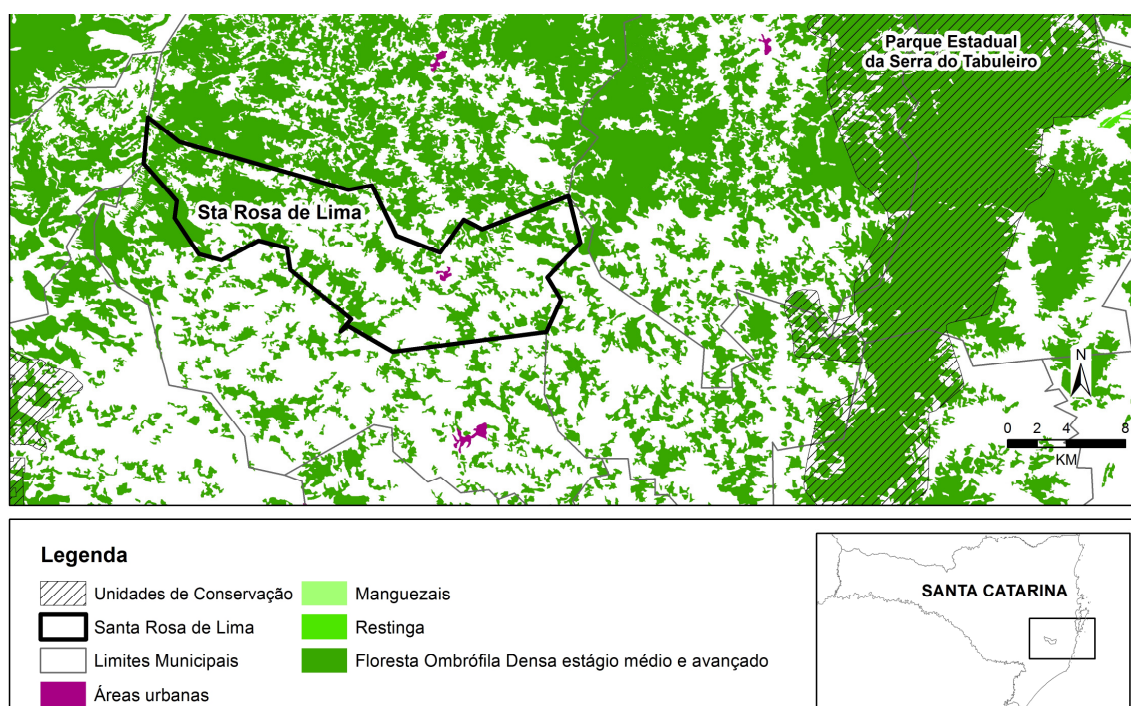 Parque Estadual
da Serra do Tabuleiro
Sta Rosa de Lima
N
0 2 4 8
KM
Legenda
Unidades de Conservação
Santa Rosa de Lima
Limites Municipais
Áreas urbanas
Manguezais
Restinga
Floresta Ombrófila Densa estágio médio e avançado
SANTA CATARINA